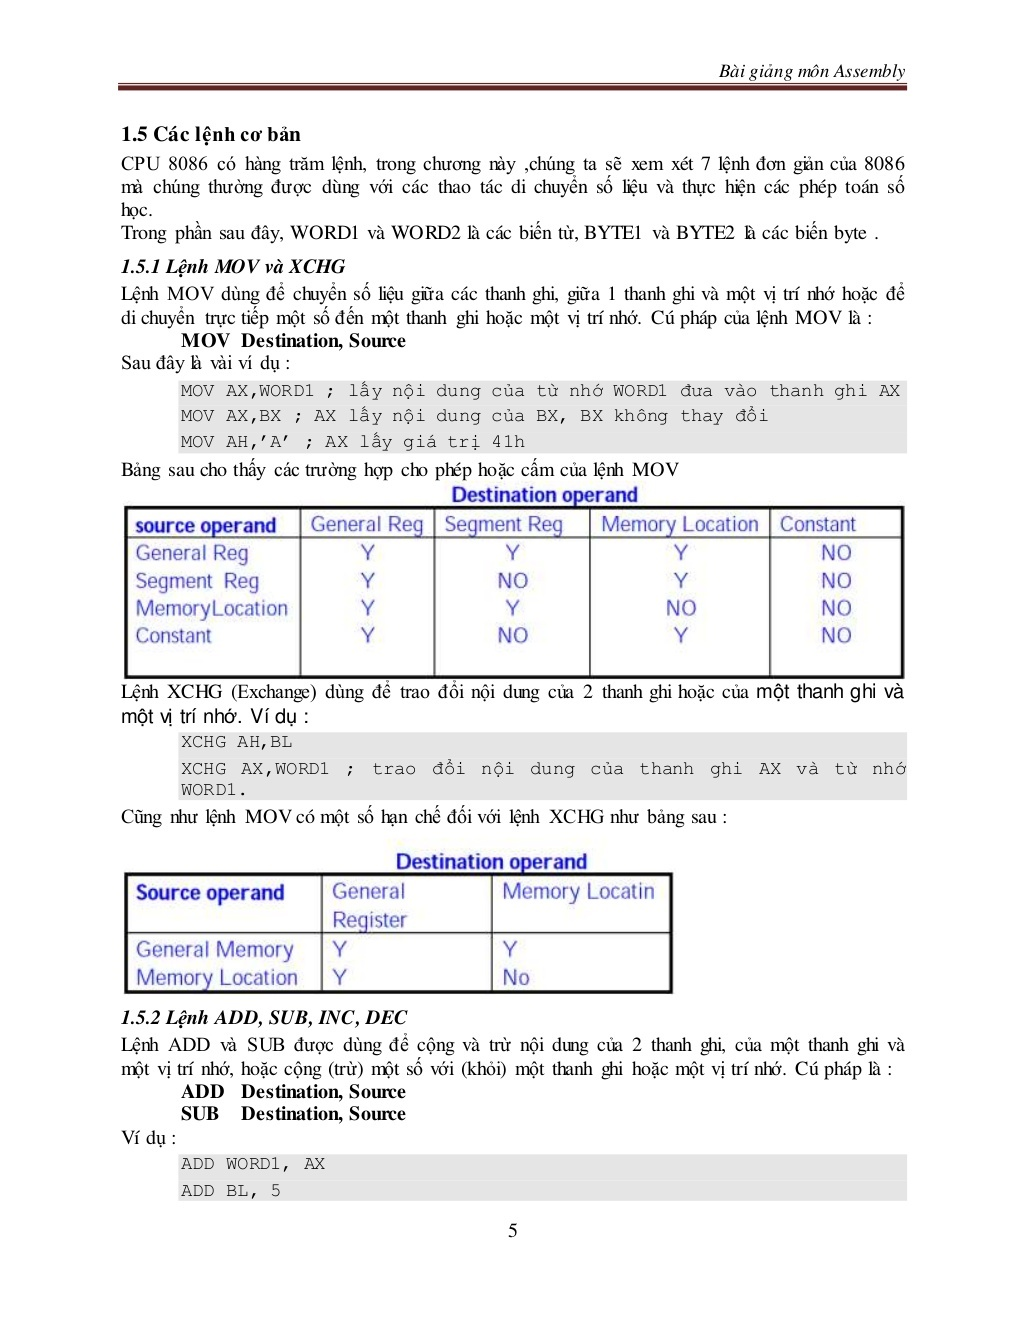 Bài giảng môn Assembly
1.5 Các lệnh cơ bản
CPU 8086 có hàng trăm lệnh, trong chương này ,chúng ta sẽ xem xét 7 lệnh đơn giản của 8086
mà chúng thường được dùng với các thao tác di chuyển số liệu và thực hiện các phép toán số
học.
Trong phần sau đây, WORD1 và WORD2 là các biến từ, BYTE1 và BYTE2 là các biến byte .
1.5.1 Lệnh MOV và XCHG
Lệnh MOV dùng để chuyển số liệu giữa các thanh ghi, giữa 1 thanh ghi và một vị trí nhớ hoặc để
di chuyển trực tiếp một số đến một thanh ghi hoặc một vị trí nhớ. Cú pháp của lệnh MOV là :
MOV Destination, Source
Sau đây là vài ví dụ :
MOV AX,WORD1 ; lấy nội dung của từ nhớ WORD1 đưa vào thanh ghi AX
MOV AX,BX ; AX lấy nội dung của BX, BX không thay đổi
MOV AH,’A’ ; AX lấy giá trị 41h
Bảng sau cho thấy các trường hợp cho phép hoặc cấm của lệnh MOV
Destination operand
source operand General Reg Segment Reg Memory Location Constant
General Reg Y Y Y NO
Segment Reg Y NO Y NO
MemoryLocation Y Y NO NO
Constant Y NO Y NO
Lệnh XCHG (Exchange) dùng để trao đổi nội dung của 2 thanh ghi hoặc của một thanh ghi và
một vị trí nhớ. Ví dụ :
XCHG AH,BL
XCHG AX,WORD1 ; trao đổi nội dung của thanh ghi AX và từ nhớ
WORD1.
Cũng như lệnh MOV có một số hạn chế đối với lệnh XCHG như bảng sau :
Destination operand
Source operand General Memory Locatin
Register
General Memory Y Y
Memory Location Y No
1.5.2 Lệnh ADD, SUB, INC, DEC
Lệnh ADD và SUB được dùng để cộng và trừ nội dung của 2 thanh ghi, của một thanh ghi và
một vị trí nhớ, hoặc cộng (trừ) một số với (khỏi) một thanh ghi hoặc một vị trí nhớ. Cú pháp là :
ADD Destination, Source
SUB Destination, Source
Ví dụ :
ADD WORD1, AX
ADD BL, 5
5